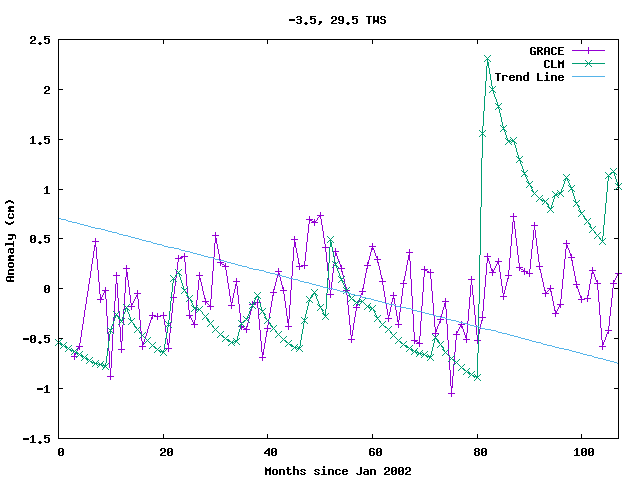 -3.5, 29.5 TWS
2.5
2
1.5
1
0.5
0
-0.5
-1
-1.5
Anomaly (cm)
GRACE
CLM
Trend Line
0 20 40 60 80 100
Months since Jan 2002